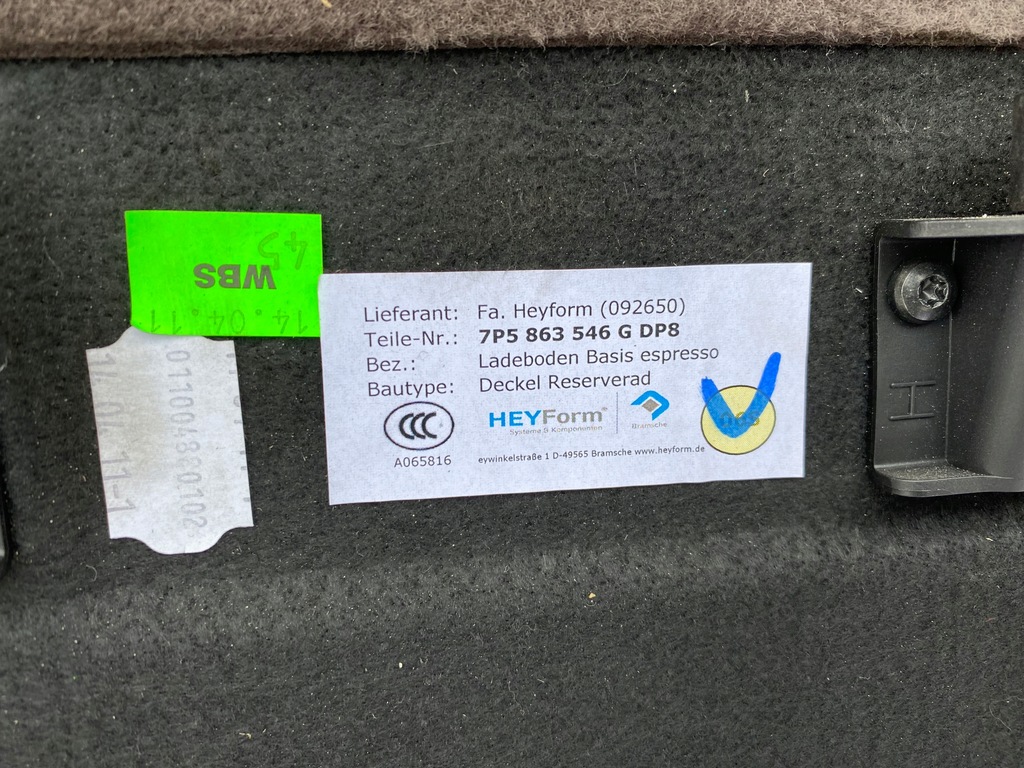 45
WBS
14.04.11
Lieferant: Fa. Heyform (092650)
Teile-Nr.: 7P5 863 546 G DP8
Bez.: Ladeboden Basis espresso
Bautype: Deckel Reserverad
CCC
A065816
HEYForm
Systeme & Komponenten
Bramsche
eywinkelstraße 1 D-49565 Bramsche www.heyform.de
H